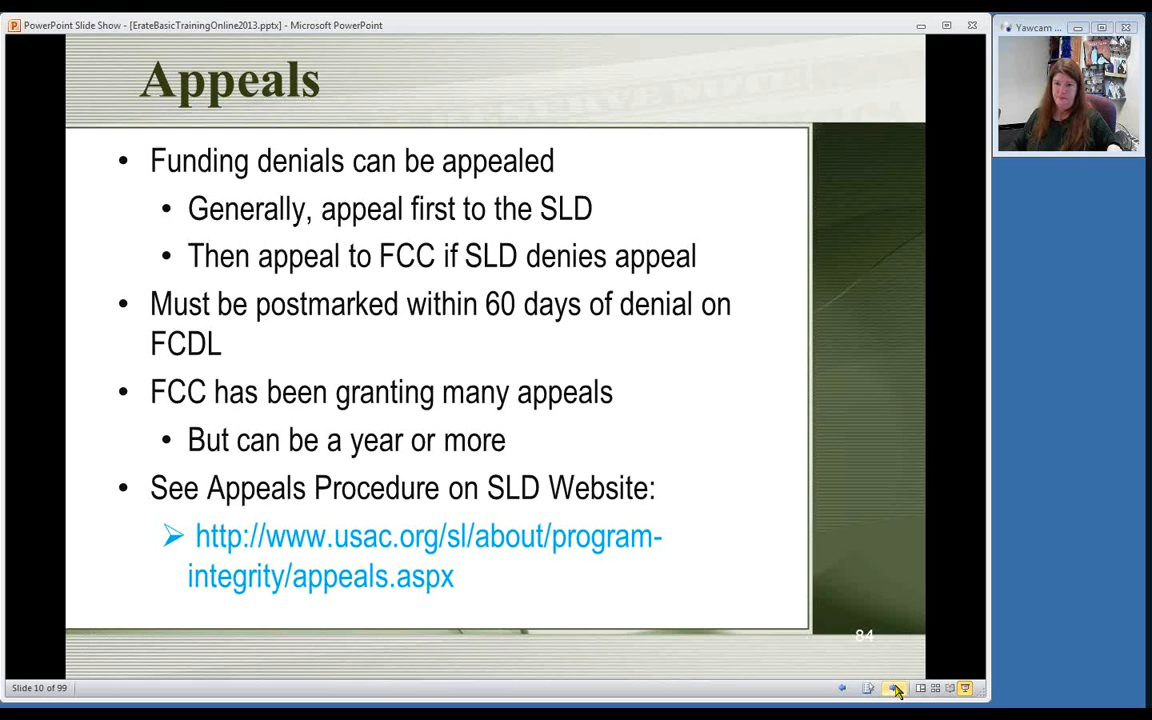 PowerPoint Slide Show - [ErateBasicTrainingOnline2013.pptx] - Microsoft PowerPoint
Yawcam ...
Appeals
• Funding denials can be appealed
• Generally, appeal first to the SLD
• Then appeal to FCC if SLD denies appeal
• Must be postmarked within 60 days of denial on
FCDL
• FCC has been granting many appeals
• But can be a year or more
• See Appeals Procedure on SLD Website:
http://www.usac.org/sl/about/program-
integrity/appeals.aspx
84
Slide 10 of 99